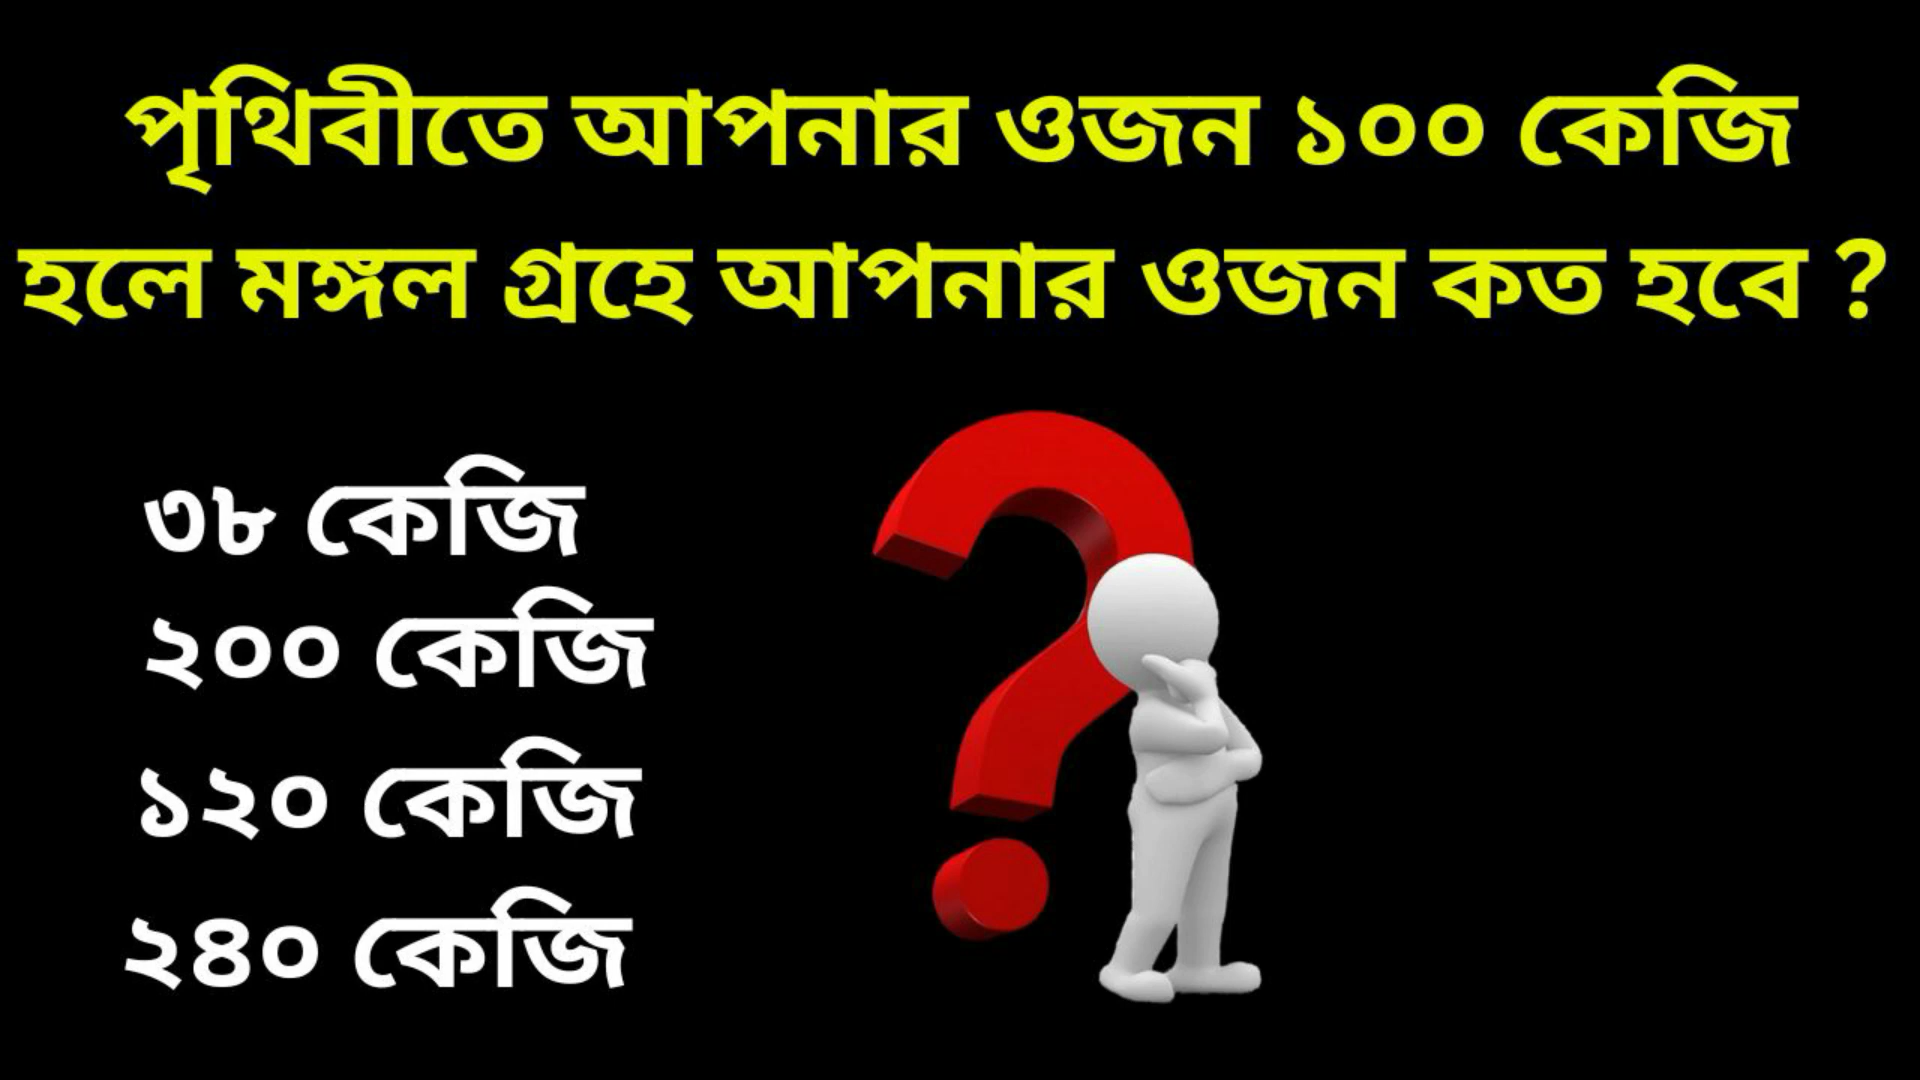 পৃথিবীতে আপনার ওজন ১০০ কেজি
হলে মঙ্গল গ্রহে আপনার ওজন কত হবে ?
৩৮ কেজি
২০০ কেজি
১২০ কেজি
২৪০ কেজি